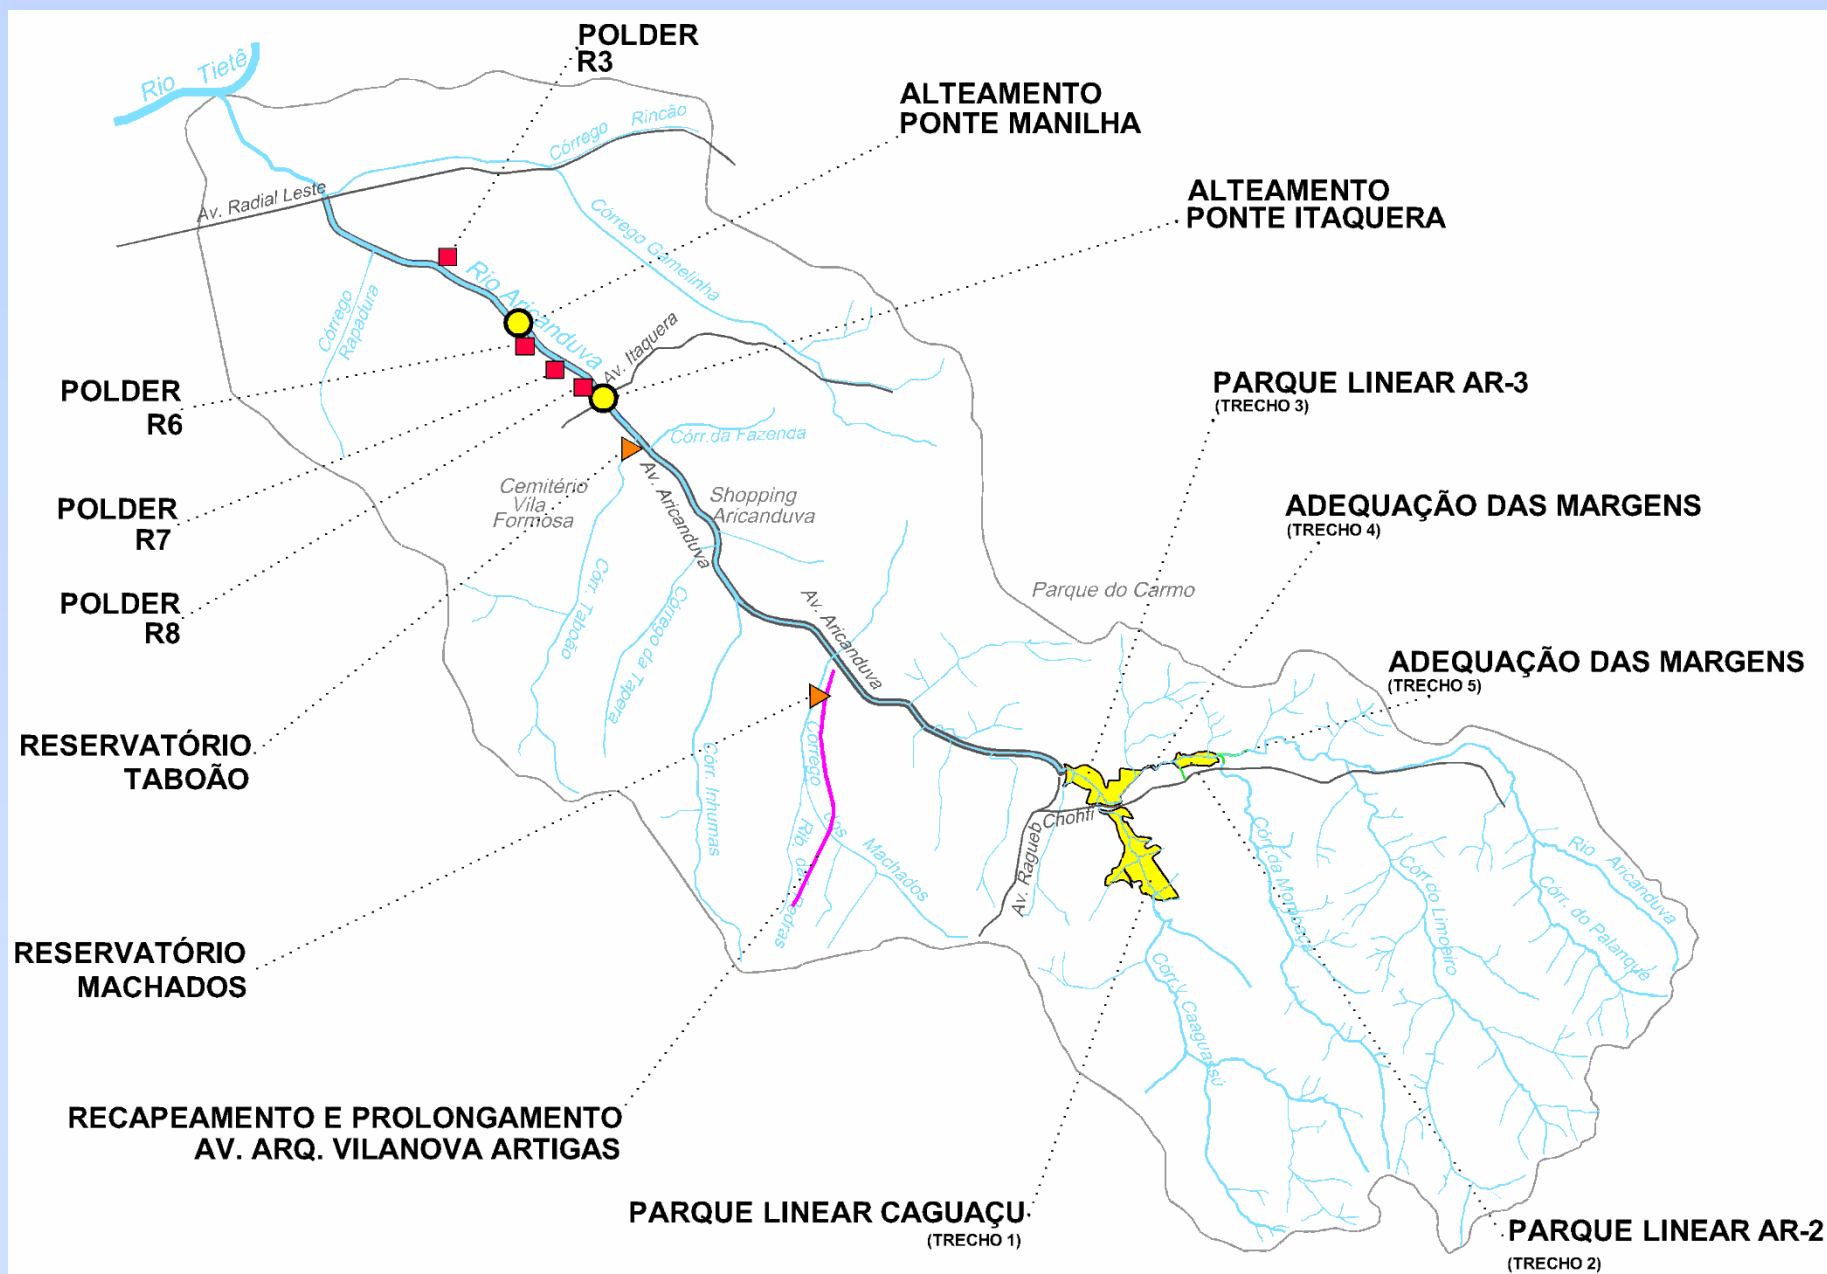 POLDER
R3
Rio Tietê
ALTEAMENTO
PONTE MANILHA
Córrego Rincão
Av. Radial Leste
ALTEAMENTO
PONTE ITAQUERA
Córrego Gamelinha
Rio Aricanduva
Córrego
Rapadura
Av. Itaquera
POLDER
R6
PARQUE LINEAR AR-3
(TRECHO 3)
Córr.da Fazenda
Cemitério
Vila
Formosa
Av. Aricanduva
Shopping
Aricanduva
POLDER
R7
ADEQUAÇÃO DAS MARGENS
(TRECHO 4)
POLDER
R8
Córr. Taboão
Córrego da Tapera
Av. Aricanduva
Parque do Carmo
ADEQUAÇÃO DAS MARGENS
(TRECHO 5)
RESERVATÓRIO
TABOÃO
Córr. Inhumas
Córrego dos Machados
Rib. das Pedras
Av. Ragueb Chohfi
Córr.da Mombaça
Córr.do Limoeiro
Rio Aricanduva
Córr. do Palanque
RESERVATÓRIO
MACHADOS
Córr.V. Caaguassú
RECAPEAMENTO E PROLONGAMENTO
AV. ARQ. VILANOVA ARTIGAS
PARQUE LINEAR CAGUAÇU
(TRECHO 1)
PARQUE LINEAR AR-2
(TRECHO 2)